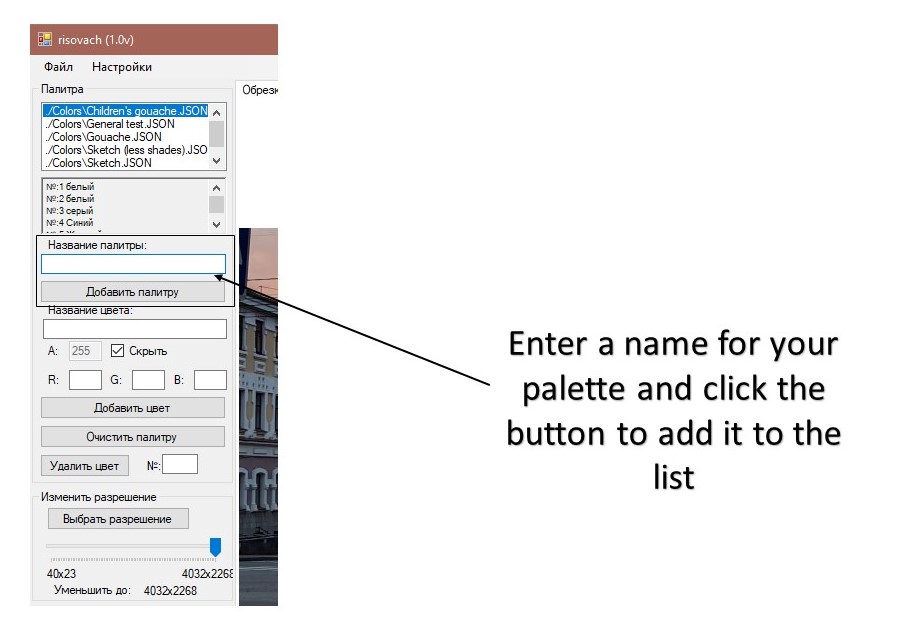 risovach (1.0v)
Файл Настройки
Палитра
./Colors\Children's gouache.JSON
./Colors\General test.JSON
./Colors\Gouache.JSON
./Colors\Sketch (less shades).JSO
./Colors\Sketch.JSON
№:1 белый
№:2 белый
№:3 серый
№:4 Синий
Название палитры:
Добавить палитру
Название цвета:
A: 255 Скрыть
R: G: B:
Добавить цвет
Очистить палитру
Удалить цвет №:
Изменить разрешение
Выбрать разрешение
40x23 4032x2268
Уменьшить до: 4032x2268
Обрезк
Enter a name for your
palette and click the
button to add it to the
list